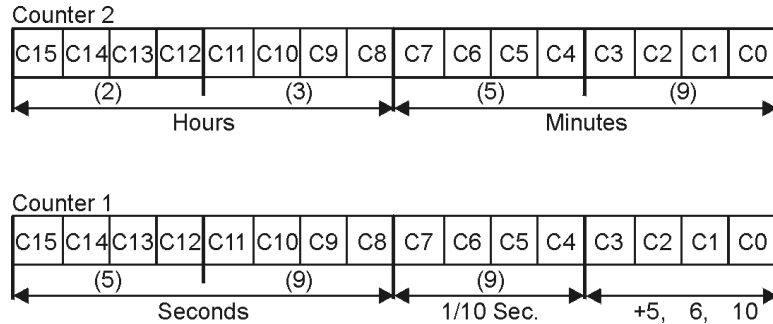 Counter 2
C15 C14 C13 C12 C11 C10 C9 C8 C7 C6 C5 C4 C3 C2 C1 C0
(2) (3) (5) (9)
Hours Minutes
Counter 1
C15 C14 C13 C12 C11 C10 C9 C8 C7 C6 C5 C4 C3 C2 C1 C0
(5) (9) (9)
Seconds 1/10 Sec. +5, 6, 10